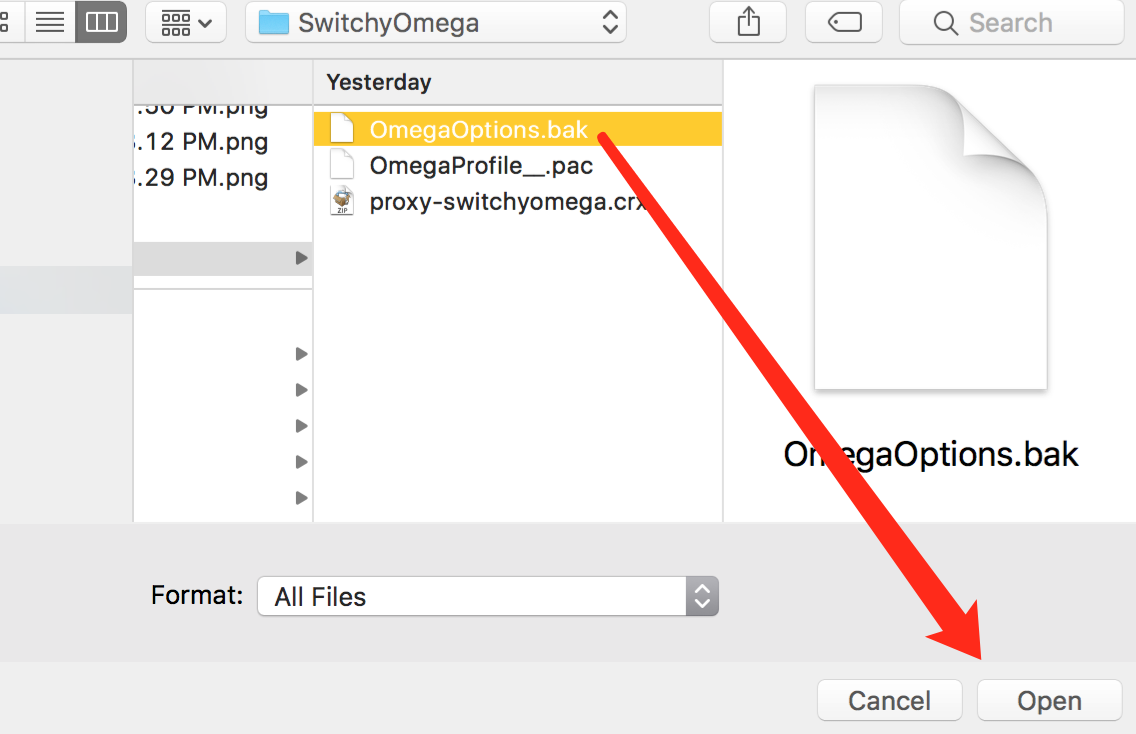 SwitchyOmega
Search
Yesterday
PM.png
.12 PM.png
.29 PM.png
OmegaOptions.bak
OmegaProfile__.pac
ZIP
proxy-switchyomega.crx
OmegaOptions.bak
Format:
All Files
Cancel
Open